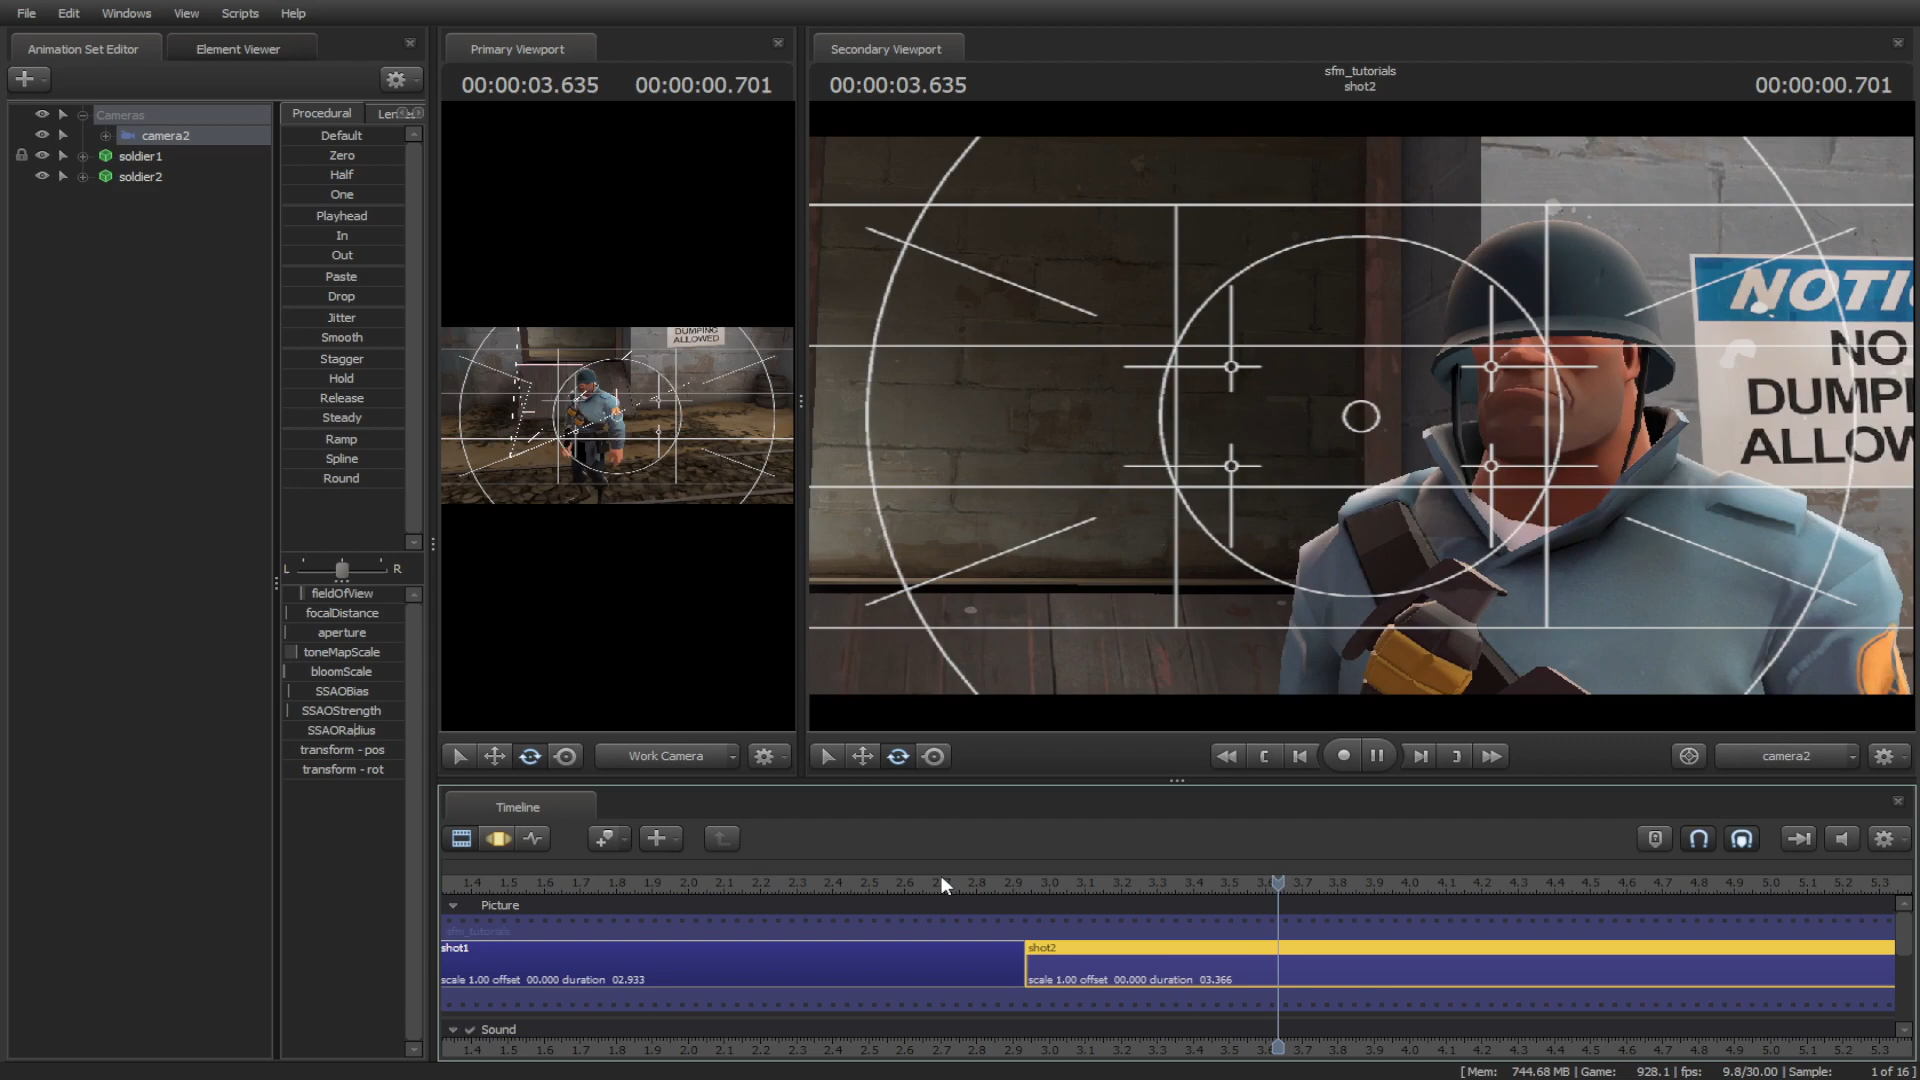 File Edit Windows View Scripts Help
Animation Set Editor Element Viewer
Cameras
camera2
soldier1
soldier2
Procedural
Default
Zero
Half
One
Playhead
In
Out
Paste
Drop
Jitter
Smooth
Stagger
Hold
Release
Steady
Ramp
Spline
Round
L R
fieldOfView
focalDistance
aperture
toneMapScale
bloomScale
SSAOBias
SSAOStrength
SSAORadius
transform - pos
transform - rot
Primary Viewport
00:00:03.635 00:00:00.701
DUMPING
ALLOWED
Work Camera
Secondary Viewport
00:00:03.635
sfm_tutorials
shot2
00:00:00.701
NOTI
NO
DUMPI
ALLOW
camera2
Timeline
1.4 1.5 1.6 1.7 1.8 1.9 2.0 2.1 2.2 2.3 2.4 2.5 2.6 2.7 2.8 2.9 3.0 3.1 3.2 3.3 3.4 3.5 3.6 3.7 3.8 3.9 4.0 4.1 4.2 4.3 4.4 4.5 4.6 4.7 4.8 4.9 5.0 5.1 5.2 5.3
Picture
sfm_tutorials
shot1
scale 1.00 offset 00.000 duration 02.933
shot2
scale 1.00 offset 00.000 duration 03.366
Sound
1.4 1.5 1.6 1.7 1.8 1.9 2.0 2.1 2.2 2.3 2.4 2.5 2.6 2.7 2.8 2.9 3.0 3.1 3.2 3.3 3.4 3.5 3.6 3.7 3.8 3.9 4.0 4.1 4.2 4.3 4.4 4.5 4.6 4.7 4.8 4.9 5.0 5.1 5.2 5.3
[ Mem: 744.68 MB | Game: 928.1 | fps: 9.8/30.00 | Sample: 1 of 16 ]